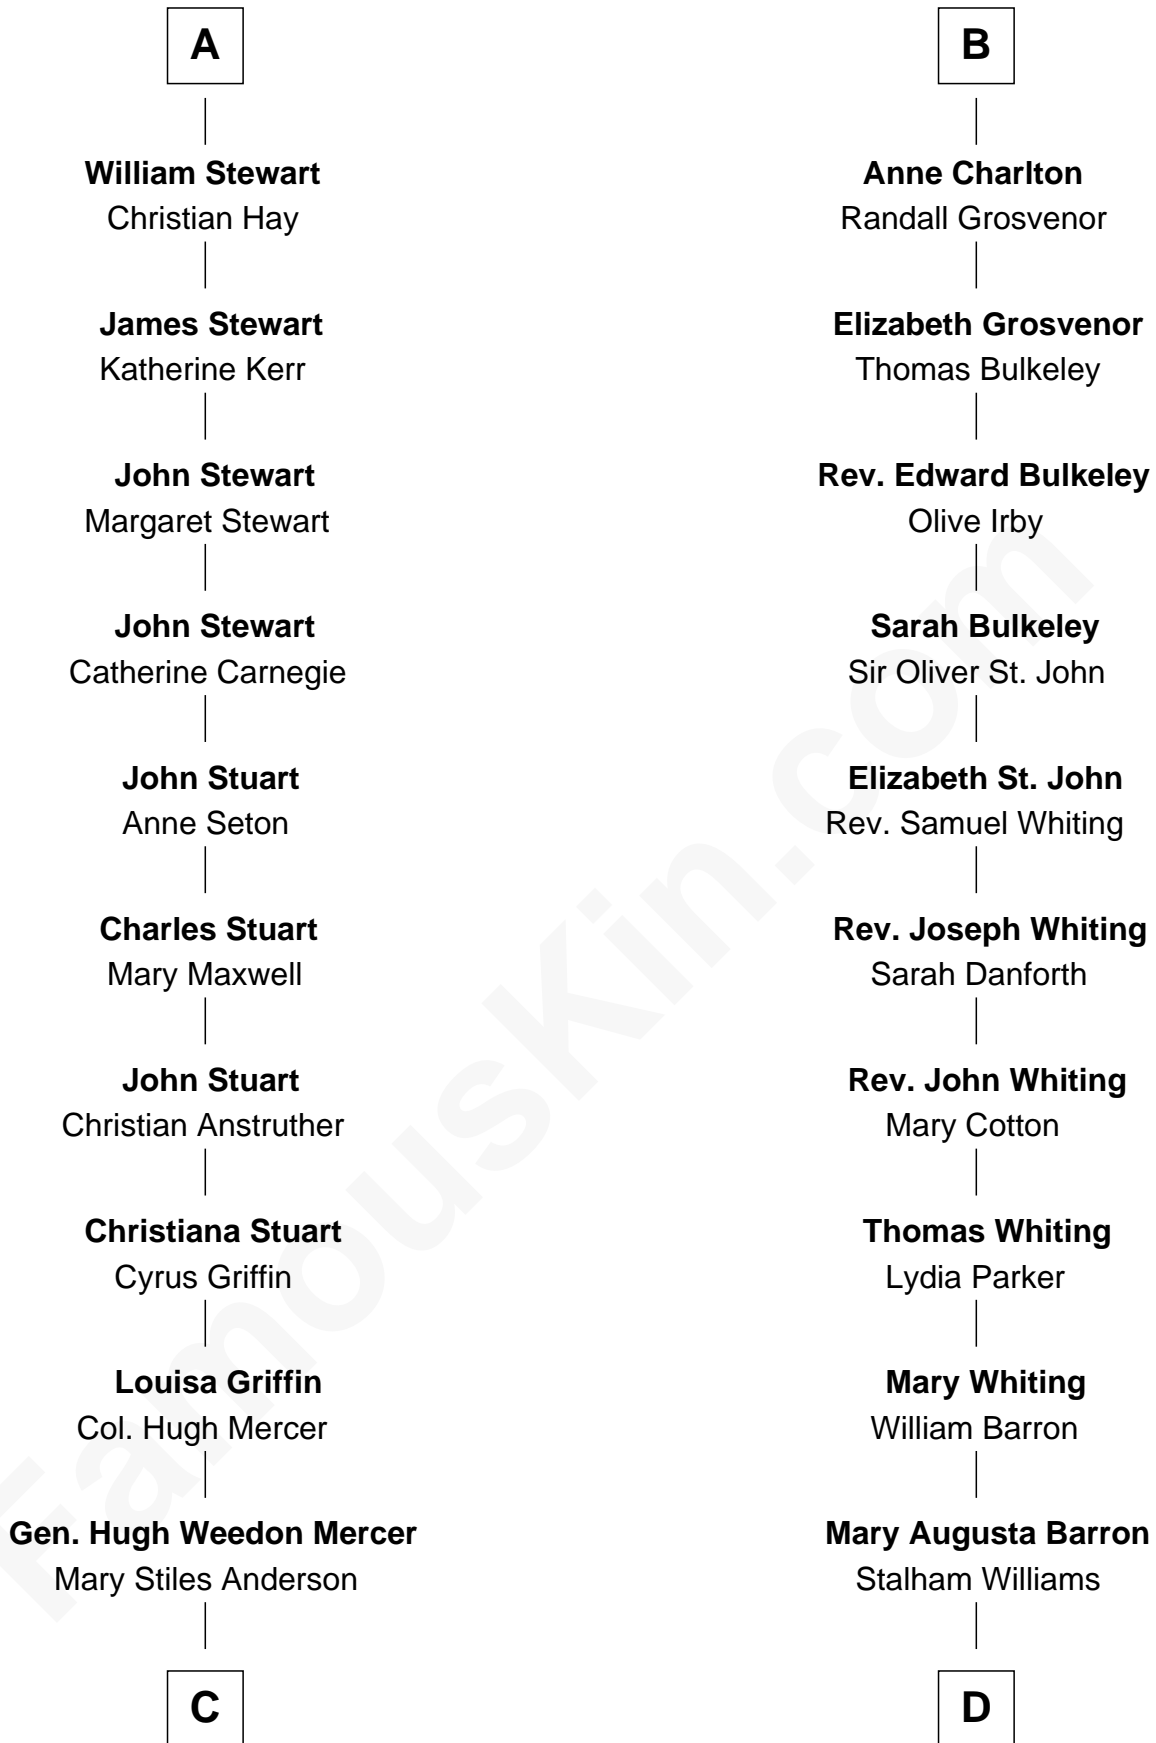 A
William Stewart
Christian Hay
James Stewart
Katherine Kerr
John Stewart
Margaret Stewart
John Stewart
Catherine Carnegie
John Stuart
Anne Seton
Charles Stuart
Mary Maxwell
John Stuart
Christian Anstruther
Christiana Stuart
Cyrus Griffin
Louisa Griffin
Col. Hugh Mercer
Gen. Hugh Weedon Mercer
Mary Stiles Anderson
C
B
Anne Charlton
Randall Grosvenor
Elizabeth Grosvenor
Thomas Bulkeley
Rev. Edward Bulkeley
Olive Irby
Sarah Bulkeley
Sir Oliver St. John
Elizabeth St. John
Rev. Samuel Whiting
Rev. Joseph Whiting
Sarah Danforth
Rev. John Whiting
Mary Cotton
Thomas Whiting
Lydia Parker
Mary Whiting
William Barron
Mary Augusta Barron
Stalham Williams
D
FamousKin.com